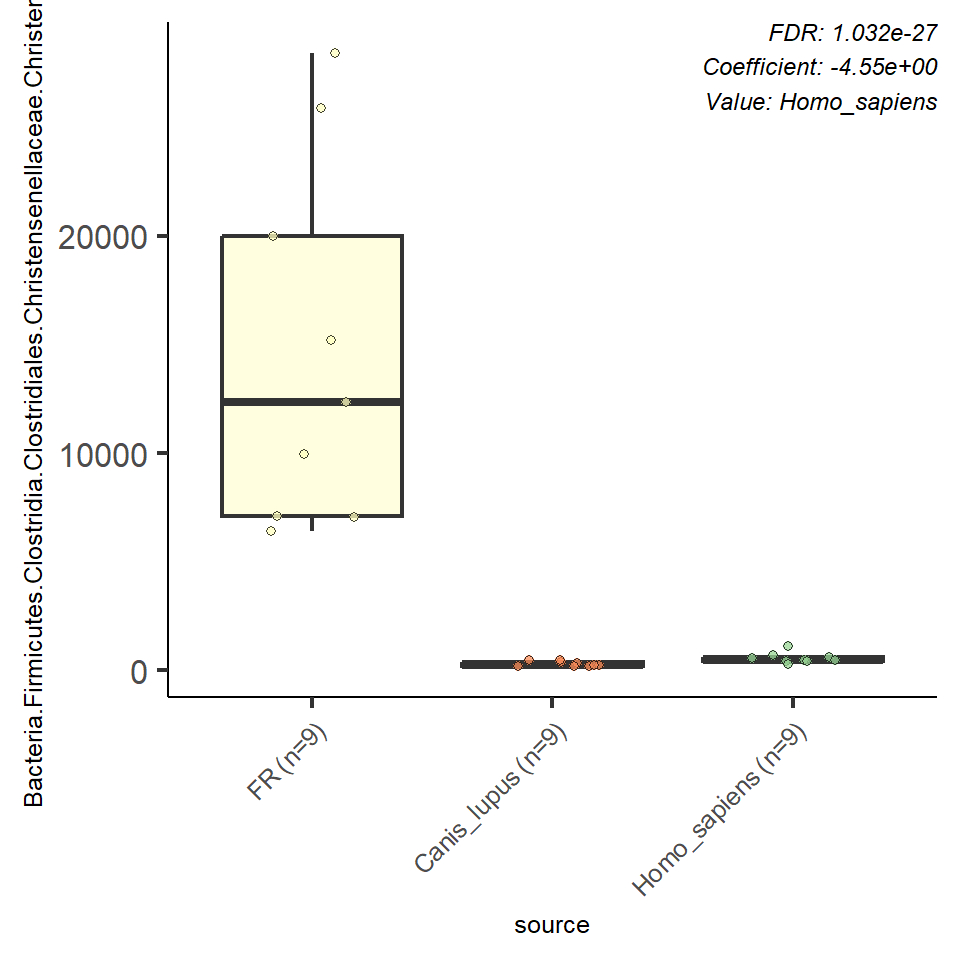 FDR: 1.032e-27
Coefficient: -4.55e+00
Value: Homo_sapiens
Bacteria.Firmicutes.Clostridia.Clostridiales.Christensenellaceae.Christer
20000
10000
0
FR (n=9)
Canis_lupus (n=9)
Homo_sapiens (n=9)
source